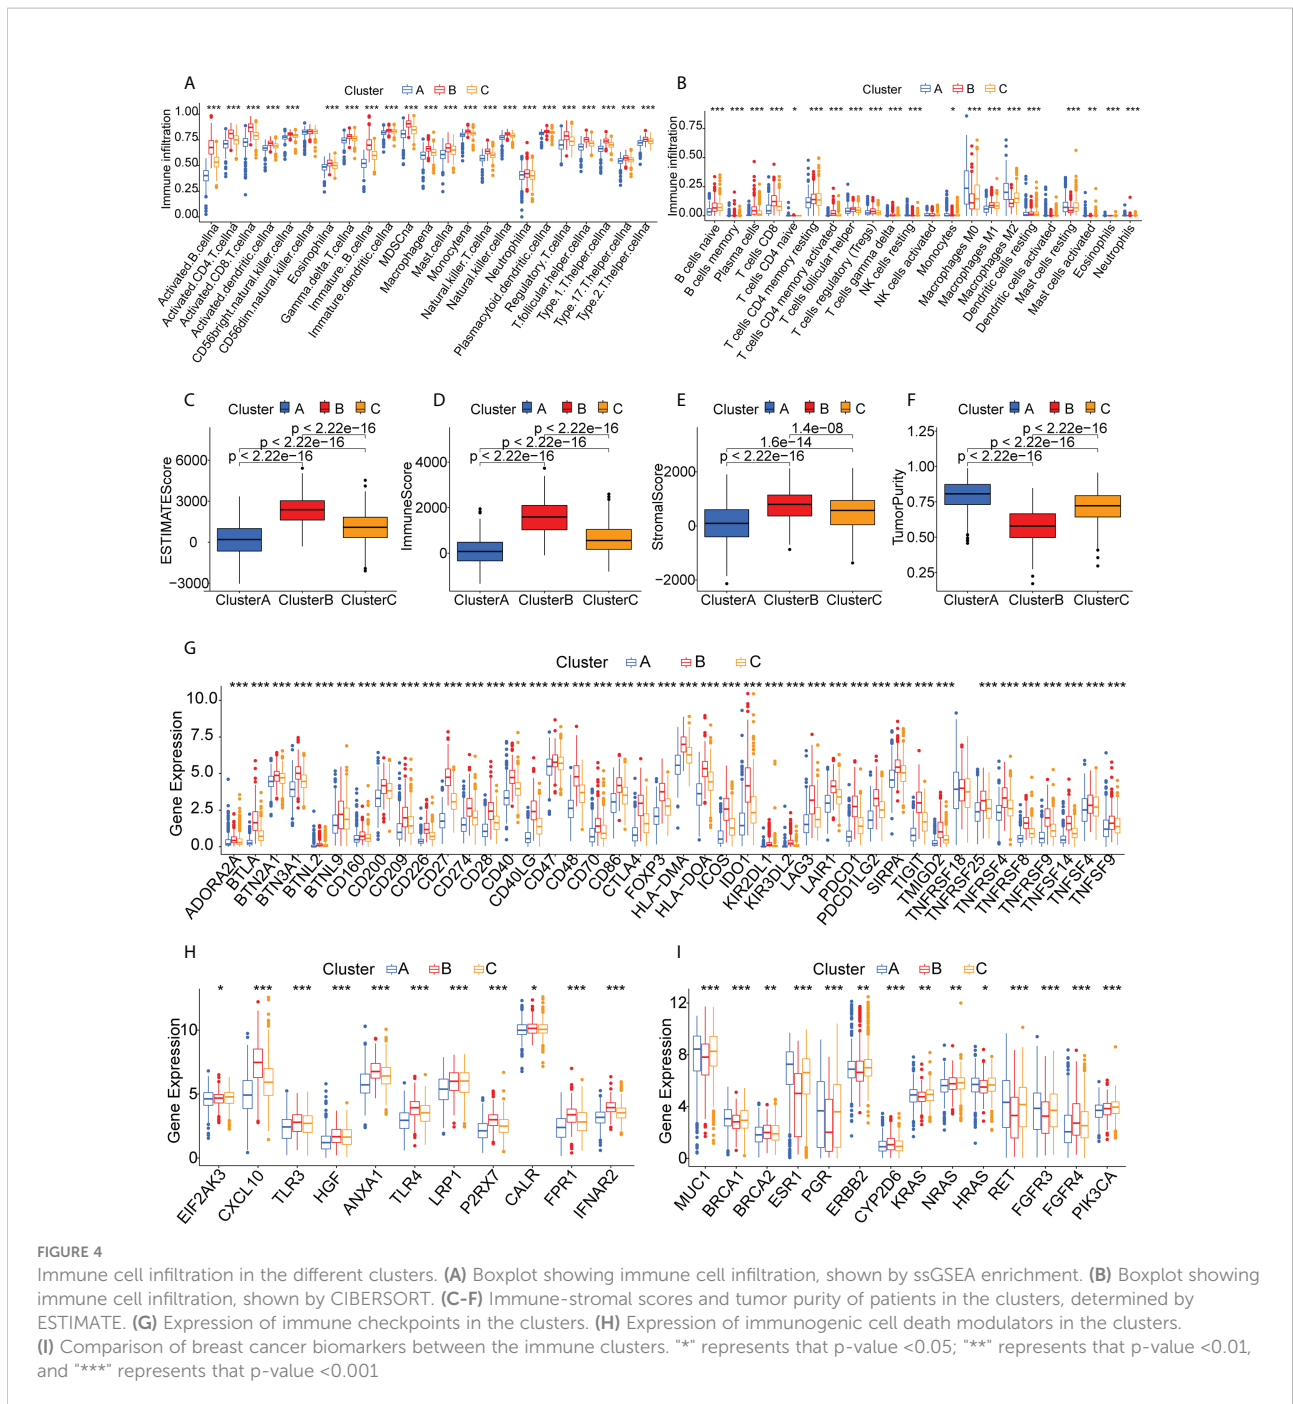 A
Cluster A B C
Immune infiltration
1.00
0.75
0.50
0.25
0.00
*** *** *** *** *** *** *** *** *** *** *** *** *** *** *** *** *** *** *** *** *** ***
Activated.B.cellna
Activated.CD4.T.cellna
Activated.CD8.T.cellna
Activated.dendritic.cellna
CD56bright.natural.killer.cellna
CD56dim.natural.killer.cellna
Eosinophilna
Gamma.delta.T.cellna
Immature..B.cellna
Immature.dendritic.cellna
MDSCna
Macrophagena
Mast.cellna
Monocytena
Natural.killer.T.cellna
Natural.killer.cellna
Neutrophilna
Plasmacytoid.dendritic.cellna
Regulatory.T.cellna
T.follicular.helper.cellna
Type.1.T.helper.cellna
Type.17.T.helper.cellna
Type.2.T.helper.cellna
B
Cluster A B C
Immune infiltration
0.75
0.50
0.25
0.00
*** *** *** *** * *** *** *** *** *** *** * *** *** *** *** *** ** *** ***
B cells naive
B cells memory
Plasma cells
T cells CD8
T cells CD4 naive
T cells CD4 memory resting
T cells CD4 memory activated
T cells follicular helper
T cells regulatory (Tregs)
T cells gamma delta
NK cells resting
NK cells activated
Monocytes
Macrophages M0
Macrophages M1
Macrophages M2
Dendritic cells resting
Dendritic cells activated
Mast cells resting
Mast cells activated
Eosinophils
Neutrophils
C
Cluster A B C
ESTIMATEScore
6000
3000
0
−3000
p < 2.22e−16
p < 2.22e−16
p < 2.22e−16
ClusterA ClusterB ClusterC
D
Cluster A B C
ImmuneScore
4000
2000
0
p < 2.22e−16
p < 2.22e−16
p < 2.22e−16
ClusterA ClusterB ClusterC
E
Cluster A B C
StromalScore
2000
0
−2000
1.4e−08
1.6e−14
p < 2.22e−16
ClusterA ClusterB ClusterC
F
Cluster A B C
TumorPurity
1.25
1.00
0.75
0.50
0.25
p < 2.22e−16
p < 2.22e−16
p < 2.22e−16
ClusterA ClusterB ClusterC
G
Cluster A B C
Gene Expression
10.0
7.5
5.0
2.5
0.0
*** *** *** *** *** *** *** *** *** *** *** *** *** *** *** *** *** *** *** *** *** *** *** *** *** *** *** *** *** *** *** *** *** *** *** *** *** *** *** *** ***
ADORA2A
BTLA
BTN2A1
BTN3A1
BTNL2
BTNL9
CD160
CD200
CD209
CD226
CD27
CD274
CD28
CD40
CD40LG
CD47
CD48
CD70
CD86
CTLA4
FOXP3
HLA−DMA
HLA−DOA
ICOS
IDO1
KIR2DL1
KIR3DL2
LAG3
LAIR1
PDCD1
PDCD1LG2
SIRPA
TIGIT
TMIGD2
TNFRSF18
TNFRSF25
TNFRSF4
TNFRSF8
TNFRSF9
TNFSF14
TNFSF4
TNFSF9
H
Cluster A B C
Gene Expression
10
5
0
* *** *** *** *** *** *** *** * *** ***
EIF2AK3
CXCL10
TLR3
HGF
ANXA1
TLR4
LRP1
P2RX7
CALR
FPR1
IFNAR2
I
Cluster A B C
Gene Expression
12
8
4
0
*** *** ** *** *** ** *** ** ** * *** *** *** ***
MUC1
BRCA1
BRCA2
ESR1
PGR
ERBB2
CYP2D6
KRAS
NRAS
HRAS
RET
FGFR3
FGFR4
PIK3CA
FIGURE 4
Immune cell infiltration in the different clusters. (A) Boxplot showing immune cell infiltration, shown by ssGSEA enrichment. (B) Boxplot showing
immune cell infiltration, shown by CIBERSORT. (C-F) Immune-stromal scores and tumor purity of patients in the clusters, determined by
ESTIMATE. (G) Expression of immune checkpoints in the clusters. (H) Expression of immunogenic cell death modulators in the clusters.
(I) Comparison of breast cancer biomarkers between the immune clusters. "*" represents that p-value <0.05; "**" represents that p-value <0.01,
and "***" represents that p-value <0.001